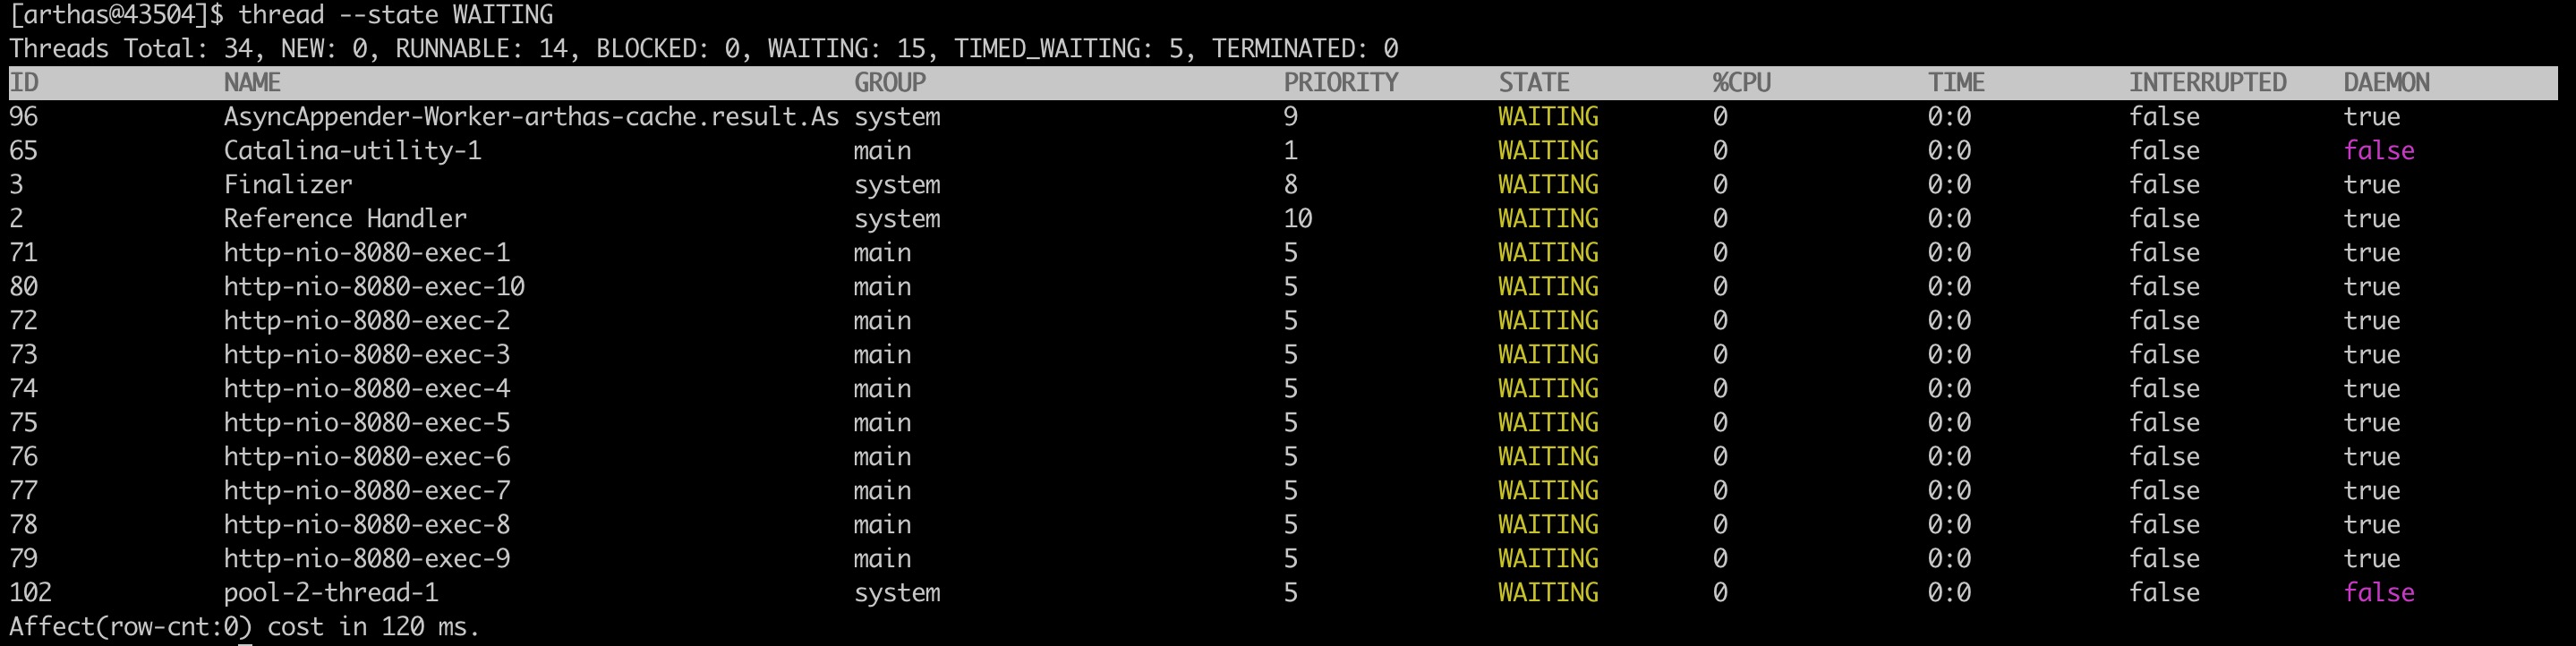 [arthas@43504]$ thread --state WAITING
Threads Total: 34, NEW: 0, RUNNABLE: 14, BLOCKED: 0, WAITING: 15, TIMED_WAITING: 5, TERMINATED: 0
ID NAME GROUP PRIORITY STATE %CPU TIME INTERRUPTED DAEMON
96 AsyncAppender-Worker-arthas-cache.result.As system 9 WAITING 0 0:0 false true
65 Catalina-utility-1 main 1 WAITING 0 0:0 false false
3 Finalizer system 8 WAITING 0 0:0 false true
2 Reference Handler system 10 WAITING 0 0:0 false true
71 http-nio-8080-exec-1 main 5 WAITING 0 0:0 false true
80 http-nio-8080-exec-10 main 5 WAITING 0 0:0 false true
72 http-nio-8080-exec-2 main 5 WAITING 0 0:0 false true
73 http-nio-8080-exec-3 main 5 WAITING 0 0:0 false true
74 http-nio-8080-exec-4 main 5 WAITING 0 0:0 false true
75 http-nio-8080-exec-5 main 5 WAITING 0 0:0 false true
76 http-nio-8080-exec-6 main 5 WAITING 0 0:0 false true
77 http-nio-8080-exec-7 main 5 WAITING 0 0:0 false true
78 http-nio-8080-exec-8 main 5 WAITING 0 0:0 false true
79 http-nio-8080-exec-9 main 5 WAITING 0 0:0 false true
102 pool-2-thread-1 system 5 WAITING 0 0:0 false false
Affect(row-cnt:0) cost in 120 ms.